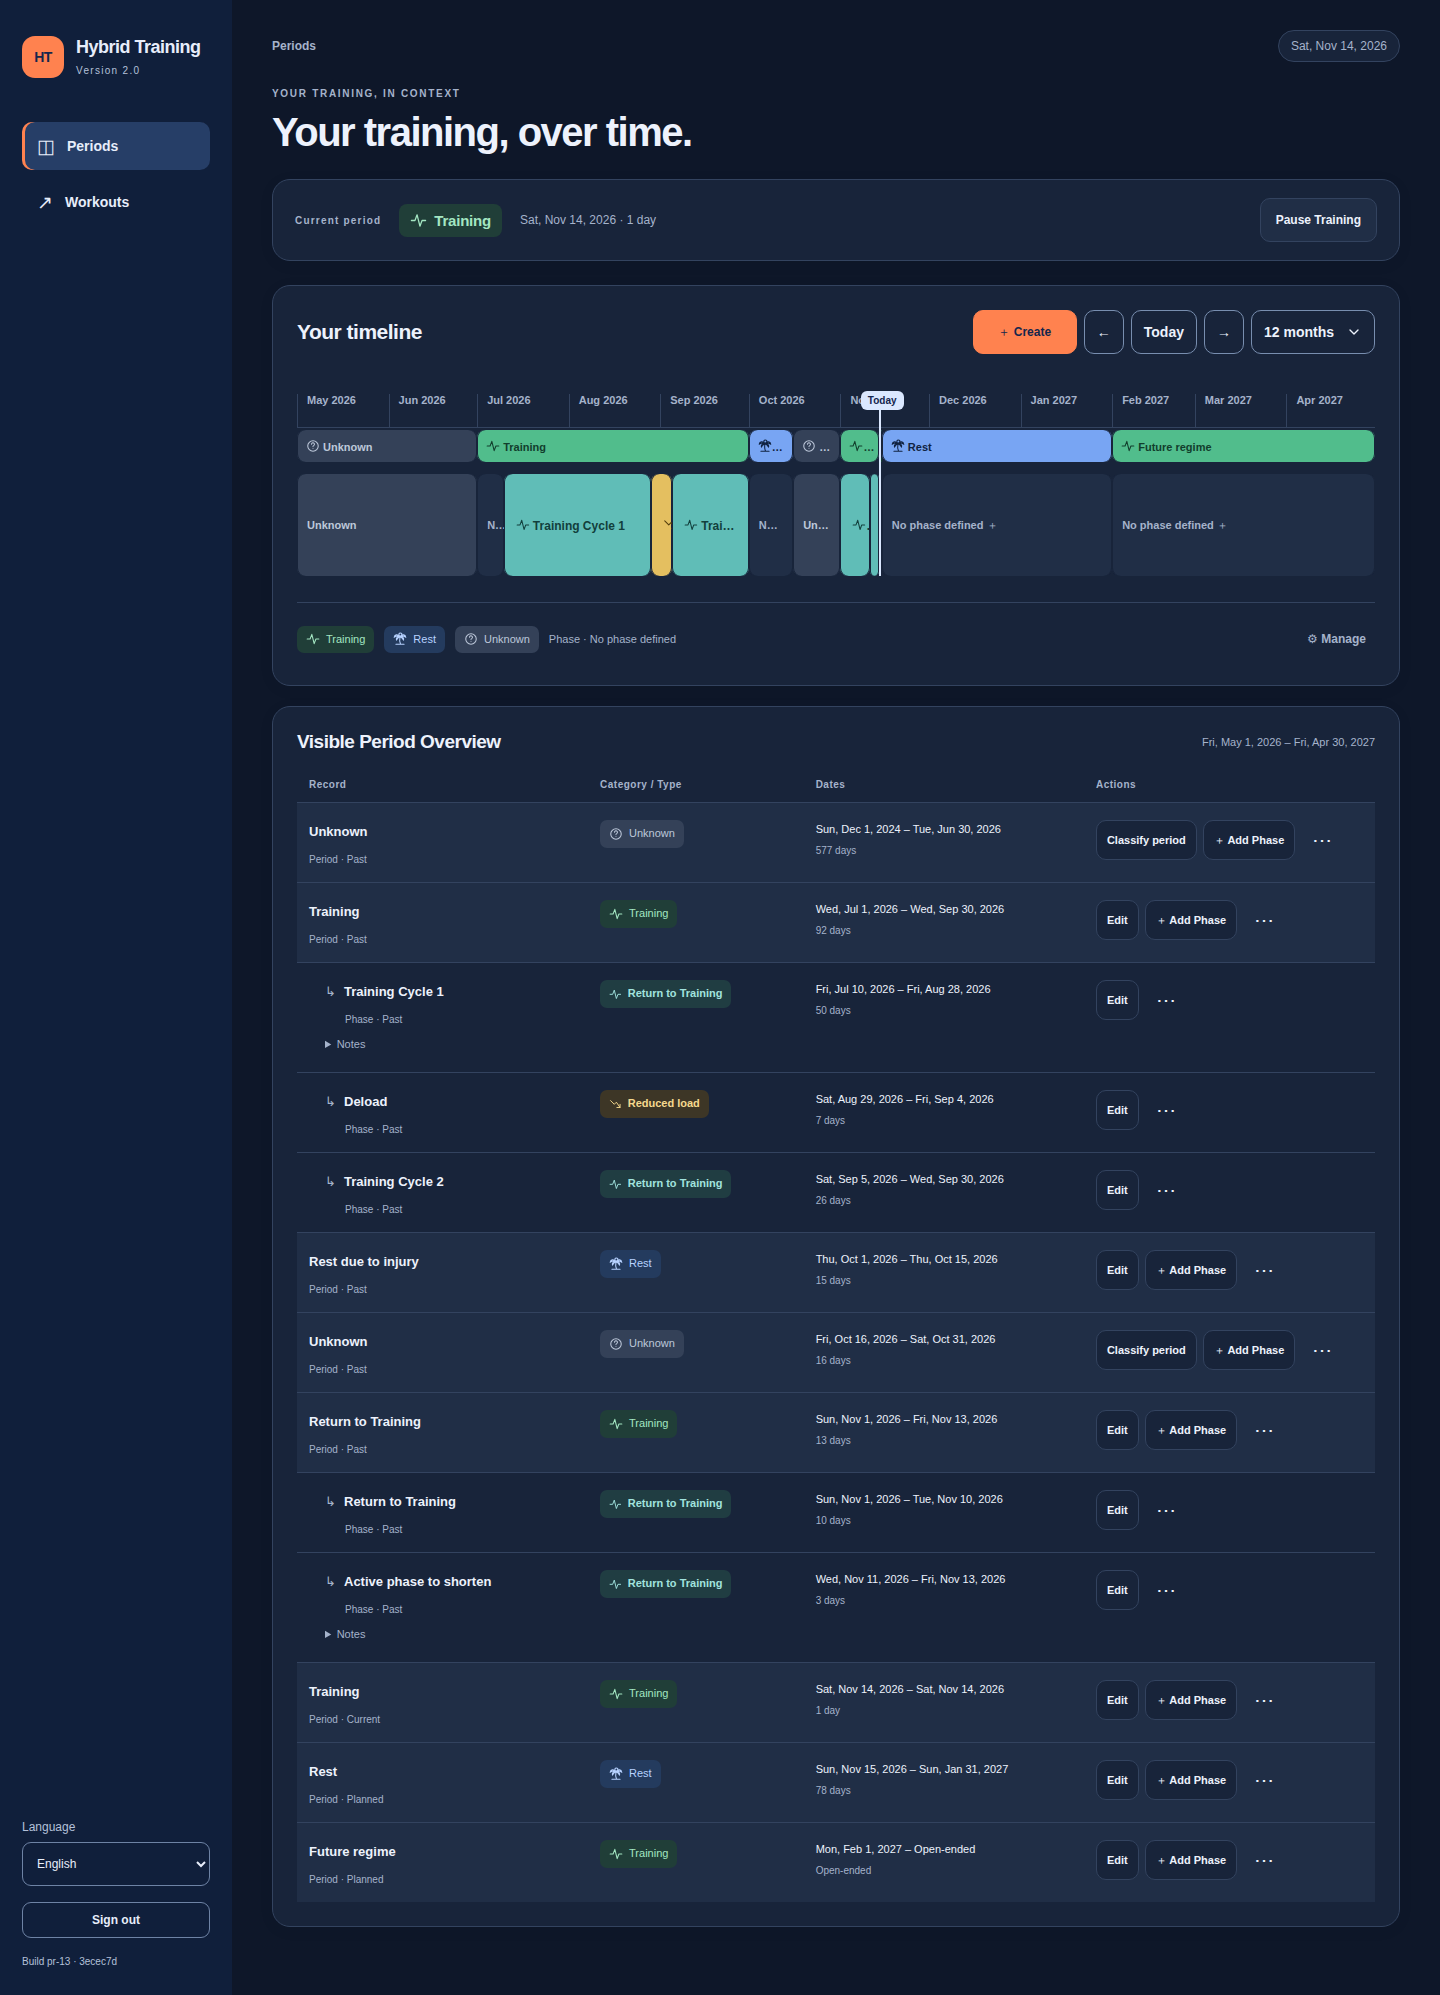 HT
Hybrid Training
Version 2.0
Periods
Workouts
Language
English
Sign out
Build pr-13 · 3ecec7d
Periods
Sat, Nov 14, 2026
YOUR TRAINING, IN CONTEXT
Your training, over time.
Current period
Training
Sat, Nov 14, 2026 · 1 day
Pause Training
Your timeline
+ Create
←
Today
→
12 months
May 2026
Jun 2026
Jul 2026
Aug 2026
Sep 2026
Oct 2026
Today
Dec 2026
Jan 2027
Feb 2027
Mar 2027
Apr 2027
Unknown
Training
...
...
...
Rest
Future regime
Unknown
N...
Training Cycle 1
Trai...
N...
Un...
No phase defined +
No phase defined +
Training
Rest
Unknown
Phase · No phase defined
⚙ Manage
Visible Period Overview
Fri, May 1, 2026 – Fri, Apr 30, 2027
Record
Category / Type
Dates
Actions
Unknown
Period · Past
Unknown
Sun, Dec 1, 2024 – Tue, Jun 30, 2026
577 days
Classify period
+ Add Phase
···
Training
Period · Past
Training
Wed, Jul 1, 2026 – Wed, Sep 30, 2026
92 days
Edit
+ Add Phase
···
↳ Training Cycle 1
Phase · Past
▶ Notes
Return to Training
Fri, Jul 10, 2026 – Fri, Aug 28, 2026
50 days
Edit
···
↳ Deload
Phase · Past
Reduced load
Sat, Aug 29, 2026 – Fri, Sep 4, 2026
7 days
Edit
···
↳ Training Cycle 2
Phase · Past
Return to Training
Sat, Sep 5, 2026 – Wed, Sep 30, 2026
26 days
Edit
···
Rest due to injury
Period · Past
Rest
Thu, Oct 1, 2026 – Thu, Oct 15, 2026
15 days
Edit
+ Add Phase
···
Unknown
Period · Past
Unknown
Fri, Oct 16, 2026 – Sat, Oct 31, 2026
16 days
Classify period
+ Add Phase
···
Return to Training
Period · Past
Training
Sun, Nov 1, 2026 – Fri, Nov 13, 2026
13 days
Edit
+ Add Phase
···
↳ Return to Training
Phase · Past
Return to Training
Sun, Nov 1, 2026 – Tue, Nov 10, 2026
10 days
Edit
···
↳ Active phase to shorten
Phase · Past
▶ Notes
Return to Training
Wed, Nov 11, 2026 – Fri, Nov 13, 2026
3 days
Edit
···
Training
Period · Current
Training
Sat, Nov 14, 2026 – Sat, Nov 14, 2026
1 day
Edit
+ Add Phase
···
Rest
Period · Planned
Rest
Sun, Nov 15, 2026 – Sun, Jan 31, 2027
78 days
Edit
+ Add Phase
···
Future regime
Period · Planned
Training
Mon, Feb 1, 2027 – Open-ended
Open-ended
Edit
+ Add Phase
···